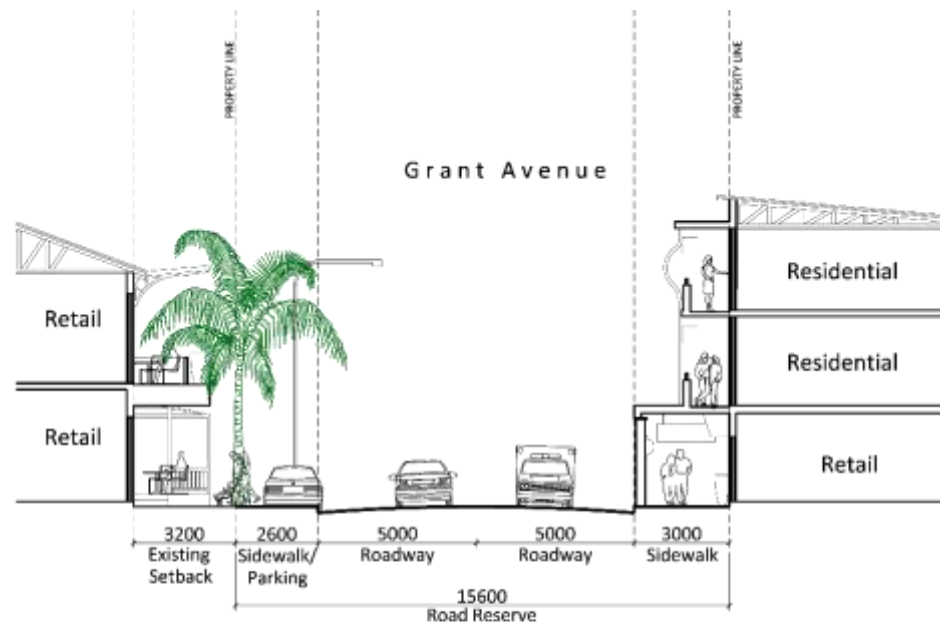 PROPERTY LINE
PROPERTY LINE
Grant Avenue
Retail
Retail
Residential
Residential
Retail
3200
Existing
Setback
2600
Sidewalk/
Parking
5000
Roadway
5000
Roadway
3000
Sidewalk
15600
Road Reserve